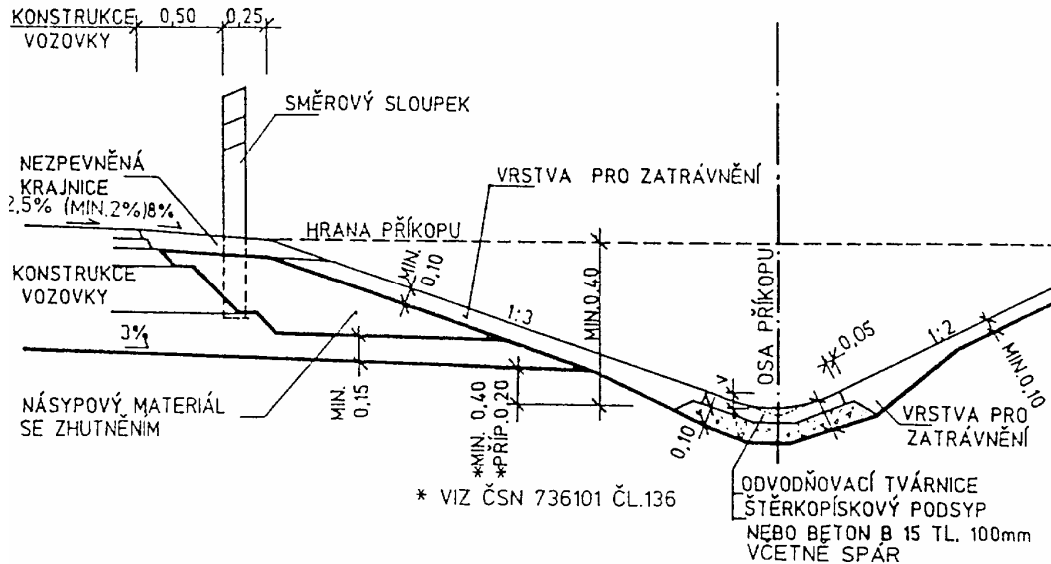 KONSTRUKCE
VOZOVKY
0,50
0,25
SMĚROVÝ SLOUPEK
NEZPEVNĚNÁ
KRAJNICE
2,5% (MIN.2%)8%
VRSTVA PRO ZATRÁVNĚNÍ
HRANA PŘÍKOPU
MIN.
0,10
KONSTRUKCE
VOZOVKY
1:3
MIN.0,40
OSA PŘÍKOPU
0,05
1:2
MIN.0,10
3%
NÁSYPOVÝ MATERIÁL
SE ZHUTNĚNIM
MIN.
0,15
*MIN. 0,40
*PŘÍP.0,20
V
0,10
VRSTVA PRO
ZATRÁVNĚNÍ
* VIZ ČSN 736101 ČL.136
ODVODŇOVACÍ TVÁRNICE
ŠTĚRKOPÍSKOVÝ PODSYP
NEBO BETON B 15 TL. 100mm
VČETNĚ SPÁR